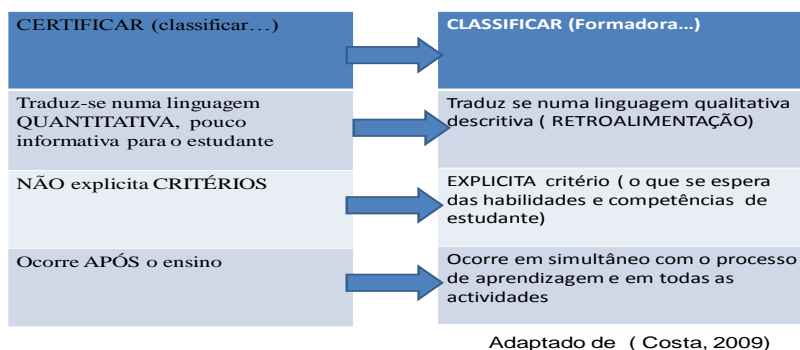 CERTIFICAR (classificar…)
CLASSIFICAR (Formadora...)
Traduz-se numa linguagem
QUANTITATIVA, pouco
informativa para o estudante
Traduz se numa linguagem qualitativa
descritiva ( RETROALIMENTAÇÃO)
NÃO explicita CRITÉRIOS
EXPLICITA critério ( o que se espera
das habilidades e competências de
estudante)
Ocorre APÓS o ensino
Ocorre em simultâneo com o processo
de aprendizagem e em todas as
actividades
Adaptado de ( Costa, 2009)